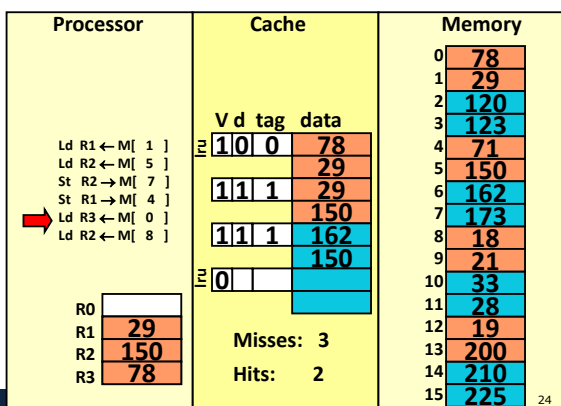 Processor
Ld R1 ← M[ 1 ]
Ld R2 ← M[ 5 ]
St R2 → M[ 7 ]
St R1 → M[ 4 ]
Ld R3 ← M[ 0 ]
Ld R2 ← M[ 8 ]
R0
R1 29
R2 150
R3 78
Cache
V d tag data
lru 1 0 0 78
29
1 1 1 29
150
1 1 1 162
150
lru 0
Misses: 3
Hits: 2
Memory
0 78
1 29
2 120
3 123
4 71
5 150
6 162
7 173
8 18
9 21
10 33
11 28
12 19
13 200
14 210
15 225
24